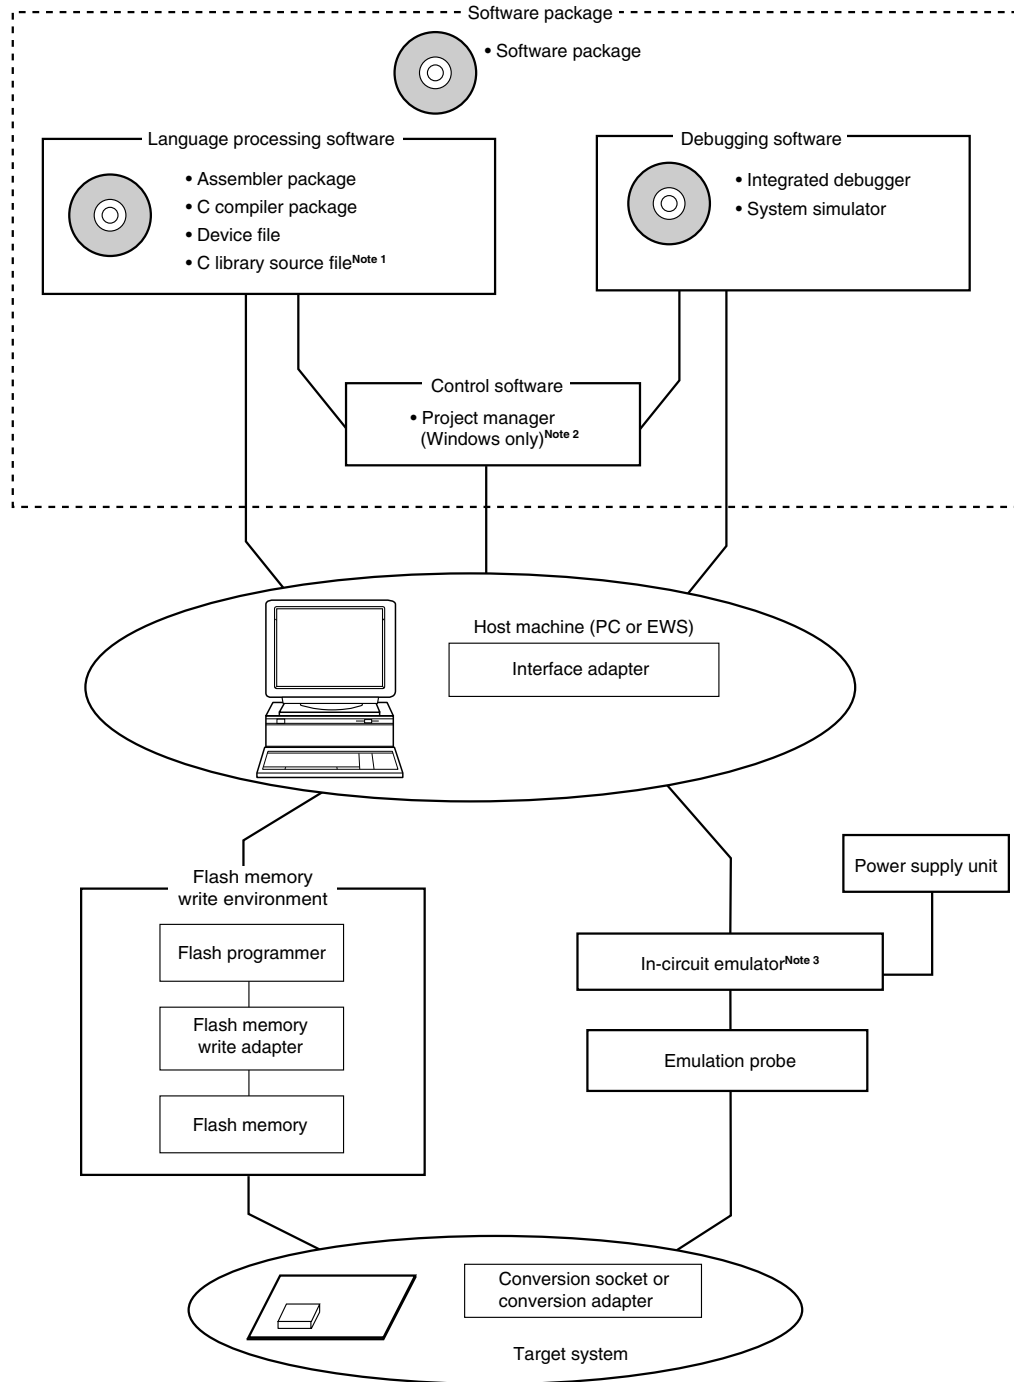 Software package
• Software package
Language processing software
• Assembler package
• C compiler package
• Device file
• C library source fileNote 1
Debugging software
• Integrated debugger
• System simulator
Control software
• Project manager
(Windows only)Note 2
Host machine (PC or EWS)
Interface adapter
Flash memory
write environment
Flash programmer
Flash memory
write adapter
Flash memory
Power supply unit
In-circuit emulatorNote 3
Emulation probe
Conversion socket or
conversion adapter
Target system